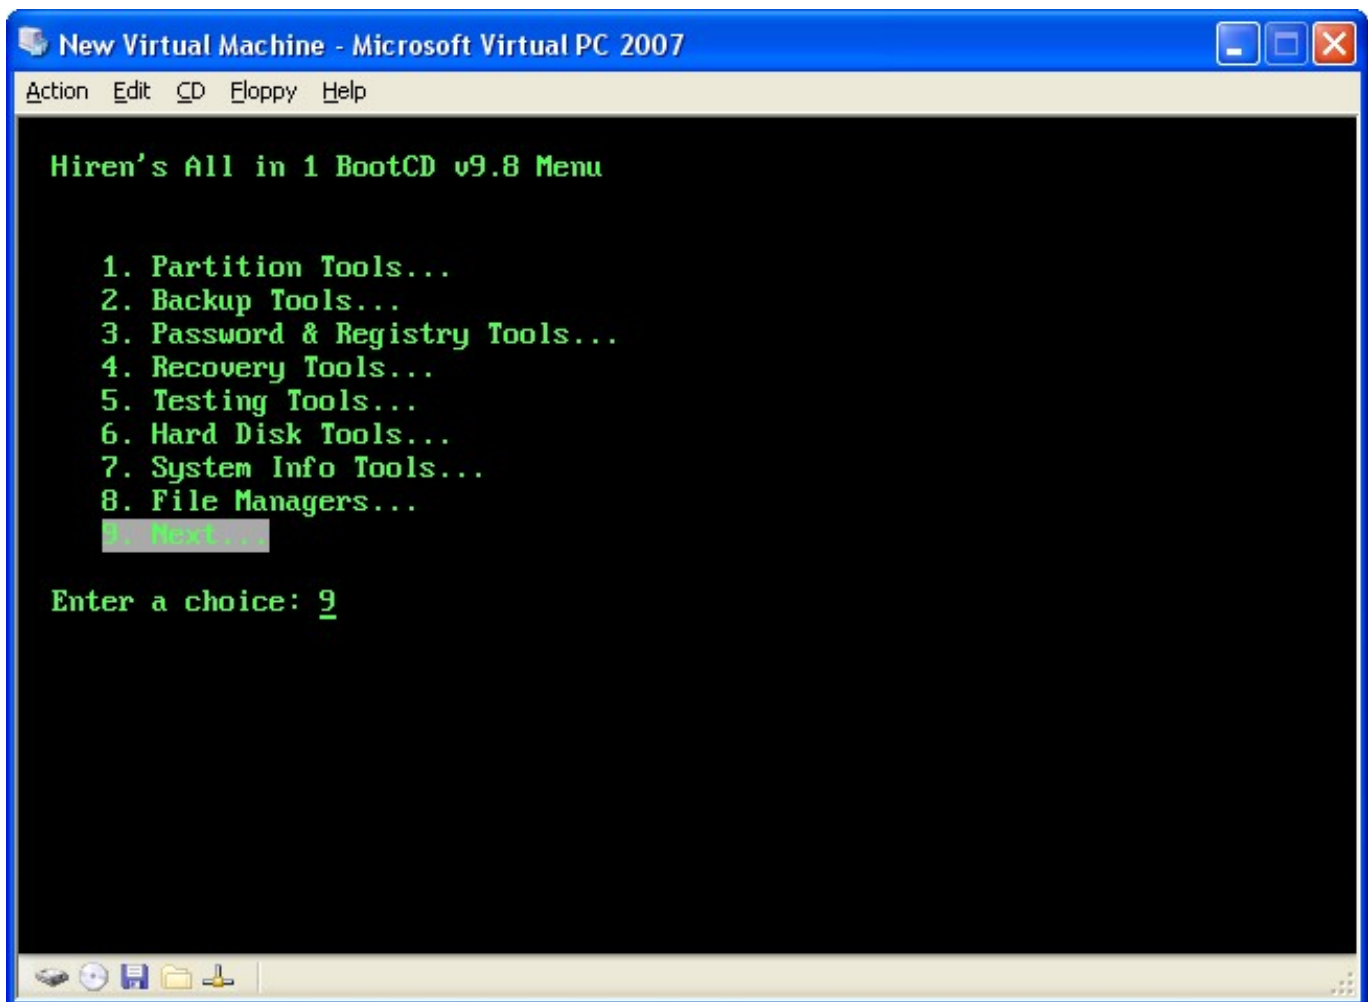 New Virtual Machine - Microsoft Virtual PC 2007
Action Edit CD Floppy Help
Hiren's All in 1 BootCD v9.8 Menu
1. Partition Tools...
2. Backup Tools...
3. Password & Registry Tools...
4. Recovery Tools...
5. Testing Tools...
6. Hard Disk Tools...
7. System Info Tools...
8. File Managers...
9. Next...
Enter a choice: 9